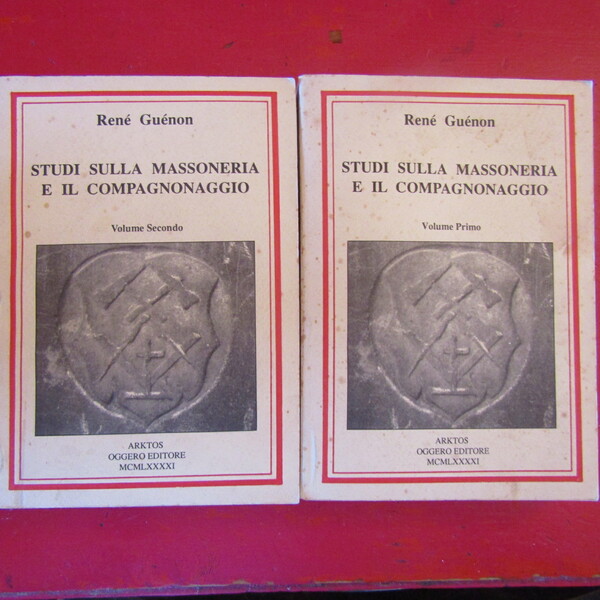 René Guénon
STUDI SULLA MASSONERIA
E IL COMPAGNONAGGIO
Volume Secondo
ARKTOS
OGGERO EDITORE
MCMLXXXXI
René Guénon
STUDI SULLA MASSONERIA
E IL COMPAGNONAGGIO
Volume Primo
ARKTOS
OGGERO EDITORE
MCMLXXXXI